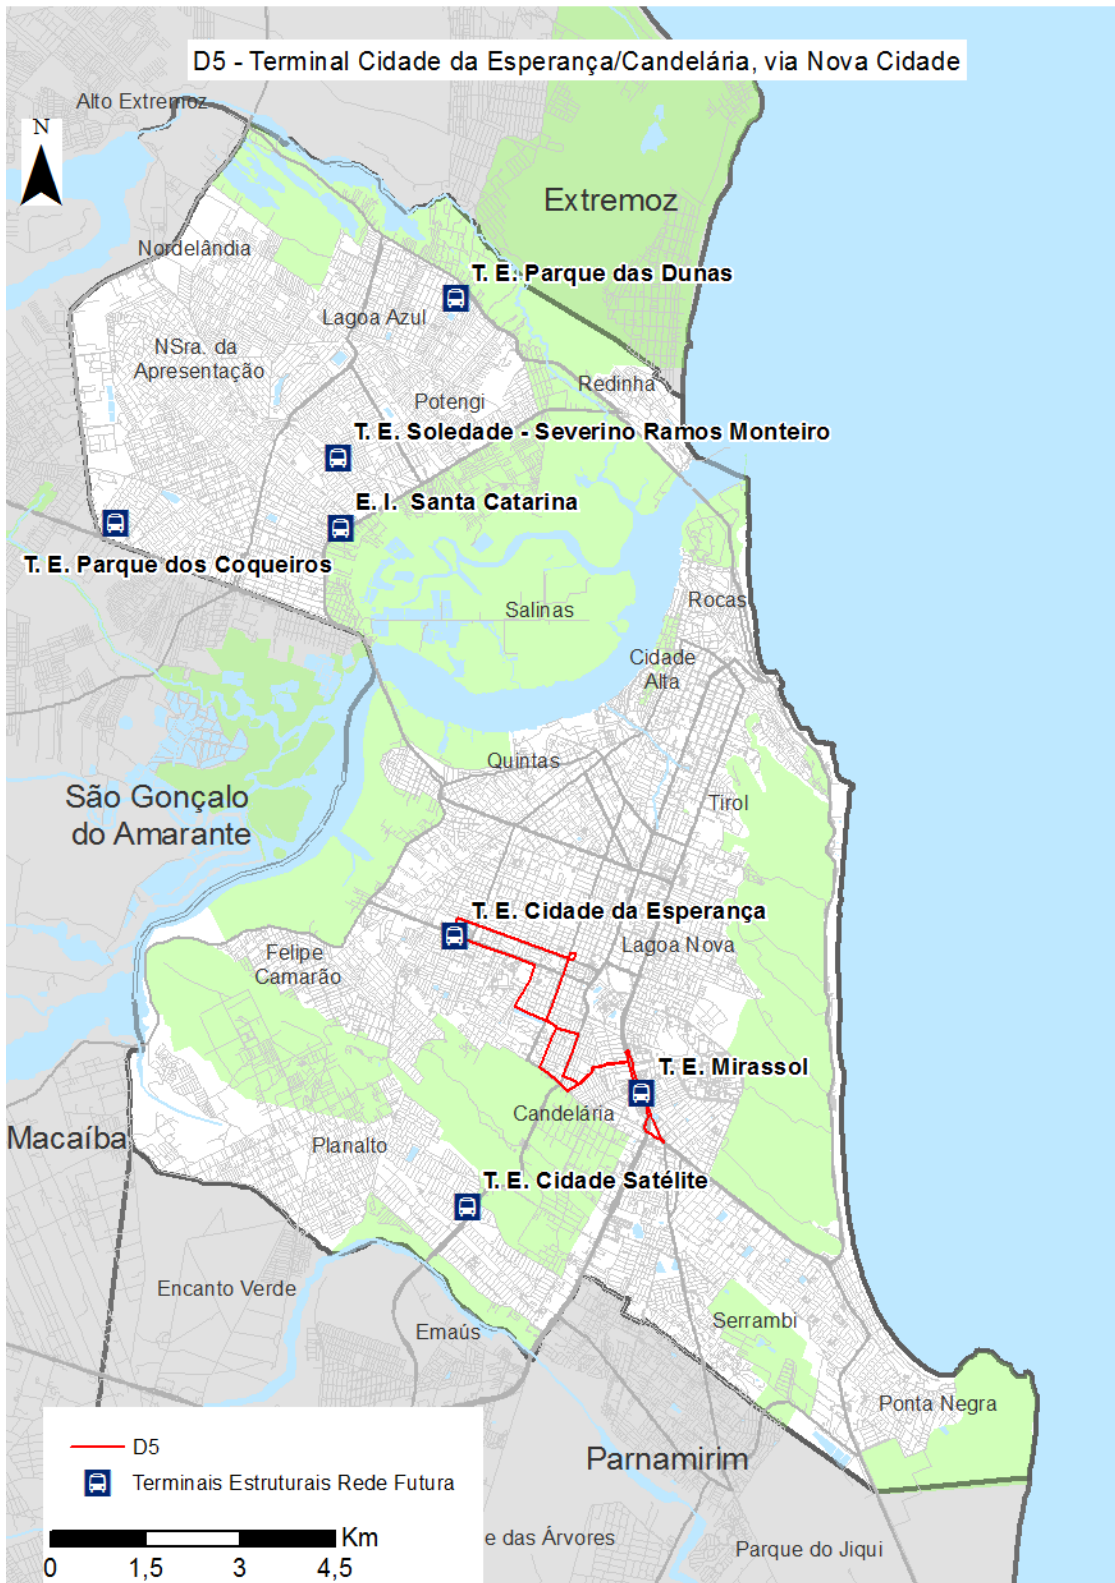 D5 - Terminal Cidade da Esperança/Candelária, via Nova Cidade
Alto Extremoz
N
Extremoz
Nordelândia
T. E. Parque das Dunas
Lagoa Azul
NSra. da
Apresentação
Redinha
Potengi
T. E. Soledade - Severino Ramos Monteiro
E. I. Santa Catarina
T. E. Parque dos Coqueiros
Rocas
Salinas
Cidade
Alta
Quintas
São Gonçalo
do Amarante
Tirol
T. E. Cidade da Esperança
Lagoa Nova
Felipe
Camarão
T. E. Mirassol
Candelária
Macaíba
Planalto
T. E. Cidade Satélite
Encanto Verde
Emaús
Serrambi
Ponta Negra
Parnamirim
D5
Terminais Estruturais Rede Futura
Km
0 1,5 3 4,5
e das Árvores
Parque do Jiqui